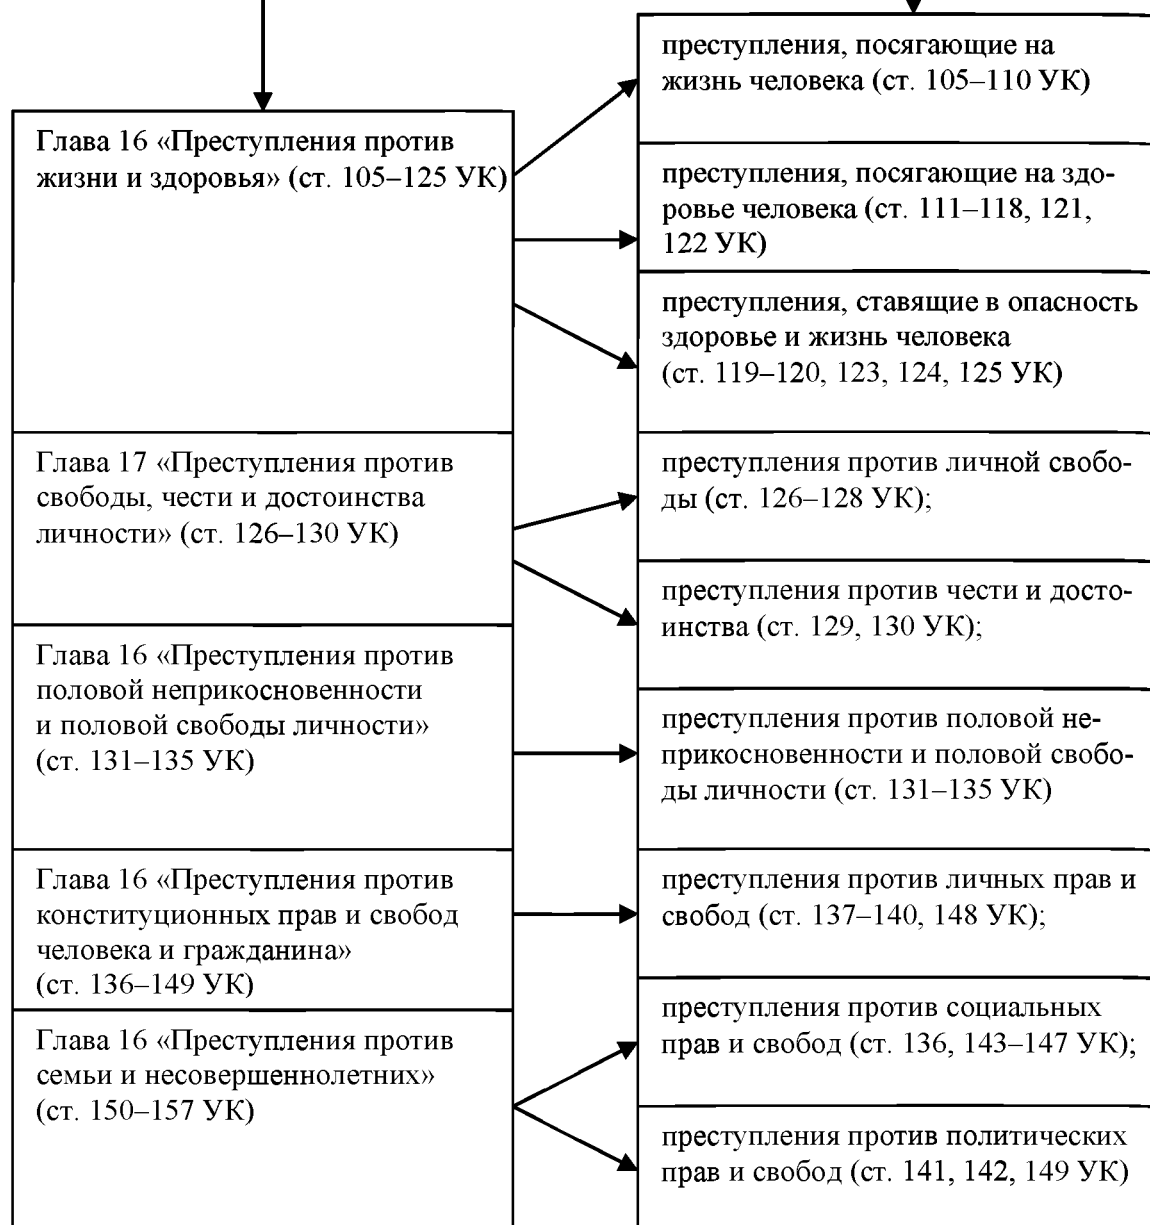 Глава 16 «Преступления против
жизни и здоровья» (ст. 105–125 УК)
Глава 17 «Преступления против
свободы, чести и достоинства
личности» (ст. 126–130 УК)
Глава 16 «Преступления против
половой неприкосновенности
и половой свободы личности»
(ст. 131–135 УК)
Глава 16 «Преступления против
конституционных прав и свобод
человека и гражданина»
(ст. 136–149 УК)
Глава 16 «Преступления против
семьи и несовершеннолетних»
(ст. 150–157 УК)
преступления, посягающие на
жизнь человека (ст. 105–110 УК)
преступления, посягающие на здо-
ровье человека (ст. 111–118, 121,
122 УК)
преступления, ставящие в опасность
здоровье и жизнь человека
(ст. 119–120, 123, 124, 125 УК)
преступления против личной свобо-
ды (ст. 126–128 УК);
преступления против чести и досто-
инства (ст. 129, 130 УК);
преступления против половой не-
прикосновенности и половой свобо-
ды личности (ст. 131–135 УК)
преступления против личных прав и
свобод (ст. 137–140, 148 УК);
преступления против социальных
прав и свобод (ст. 136, 143–147 УК);
преступления против политических
прав и свобод (ст. 141, 142, 149 УК)